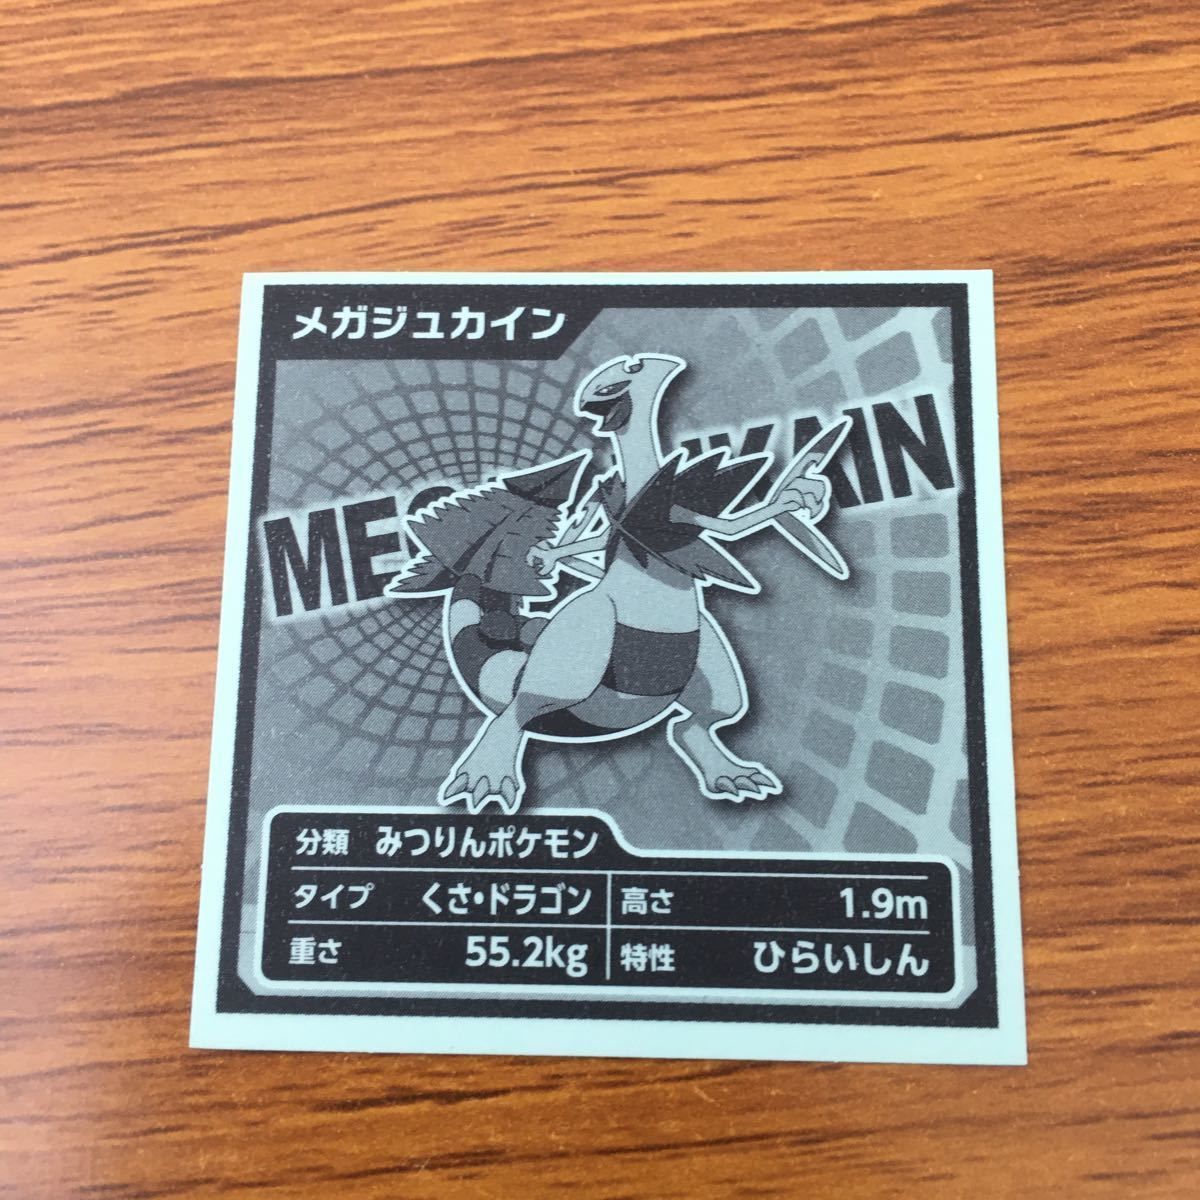 メガジュカイン
分類 みつりんポケモン
タイプ くさ・ドラゴン
高さ 1.9m
重さ 55.2kg
特性 ひらいしん